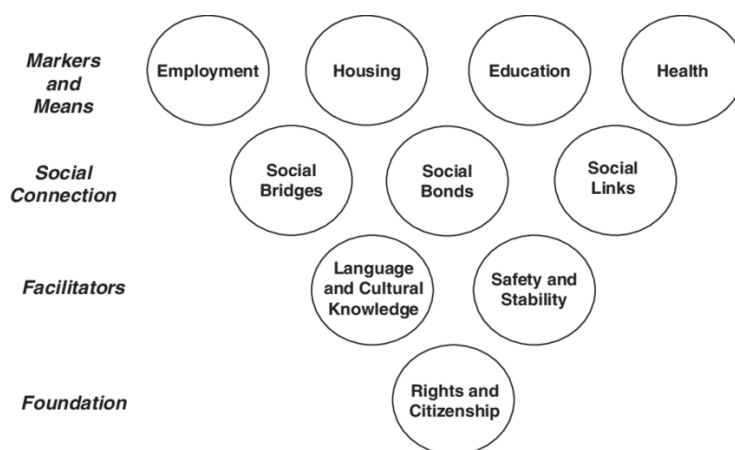 Markers
and
Means
Employment
Housing
Education
Health
Social
Connection
Social
Bridges
Social
Bonds
Social
Links
Facilitators
Language
and Cultural
Knowledge
Safety and
Stability
Foundation
Rights and
Citizenship